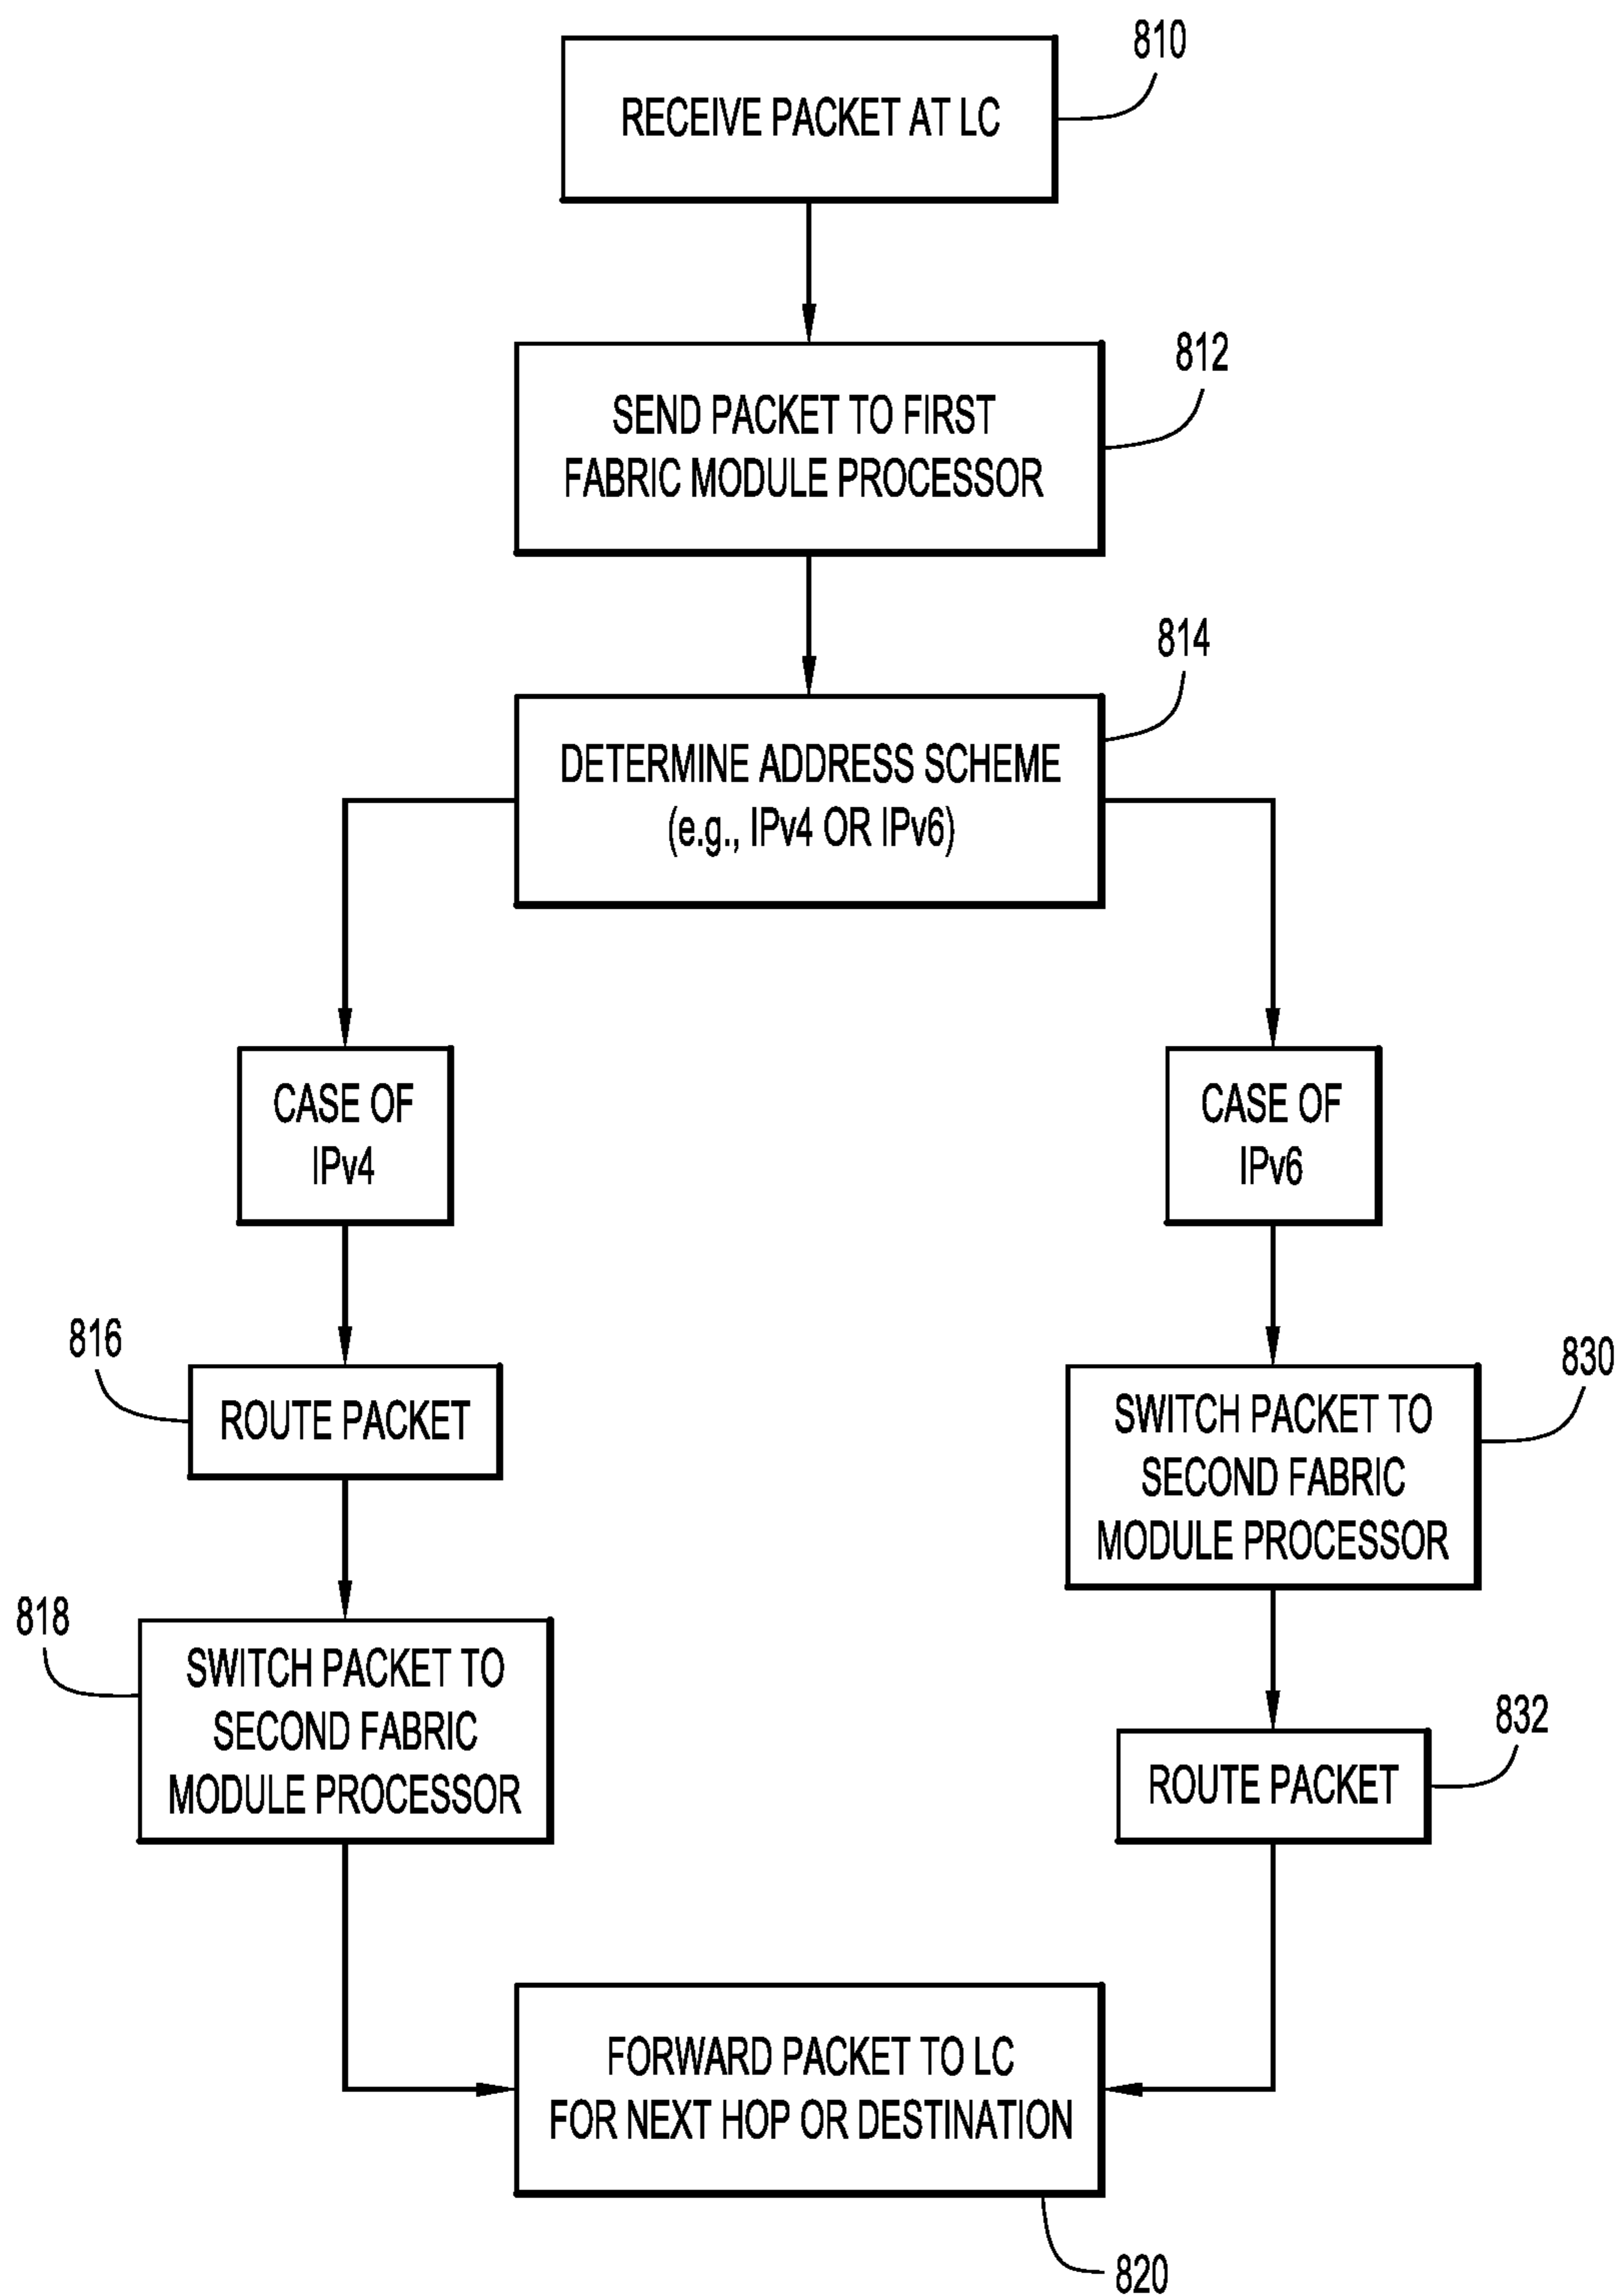 810
RECEIVE PACKET AT LC
812
SEND PACKET TO FIRST
FABRIC MODULE PROCESSOR
814
DETERMINE ADDRESS SCHEME
(e.g., IPv4 OR IPv6)
CASE OF
IPv4
816
ROUTE PACKET
818
SWITCH PACKET TO
SECOND FABRIC
MODULE PROCESSOR
CASE OF
IPv6
830
SWITCH PACKET TO
SECOND FABRIC
MODULE PROCESSOR
832
ROUTE PACKET
FORWARD PACKET TO LC
FOR NEXT HOP OR DESTINATION
820